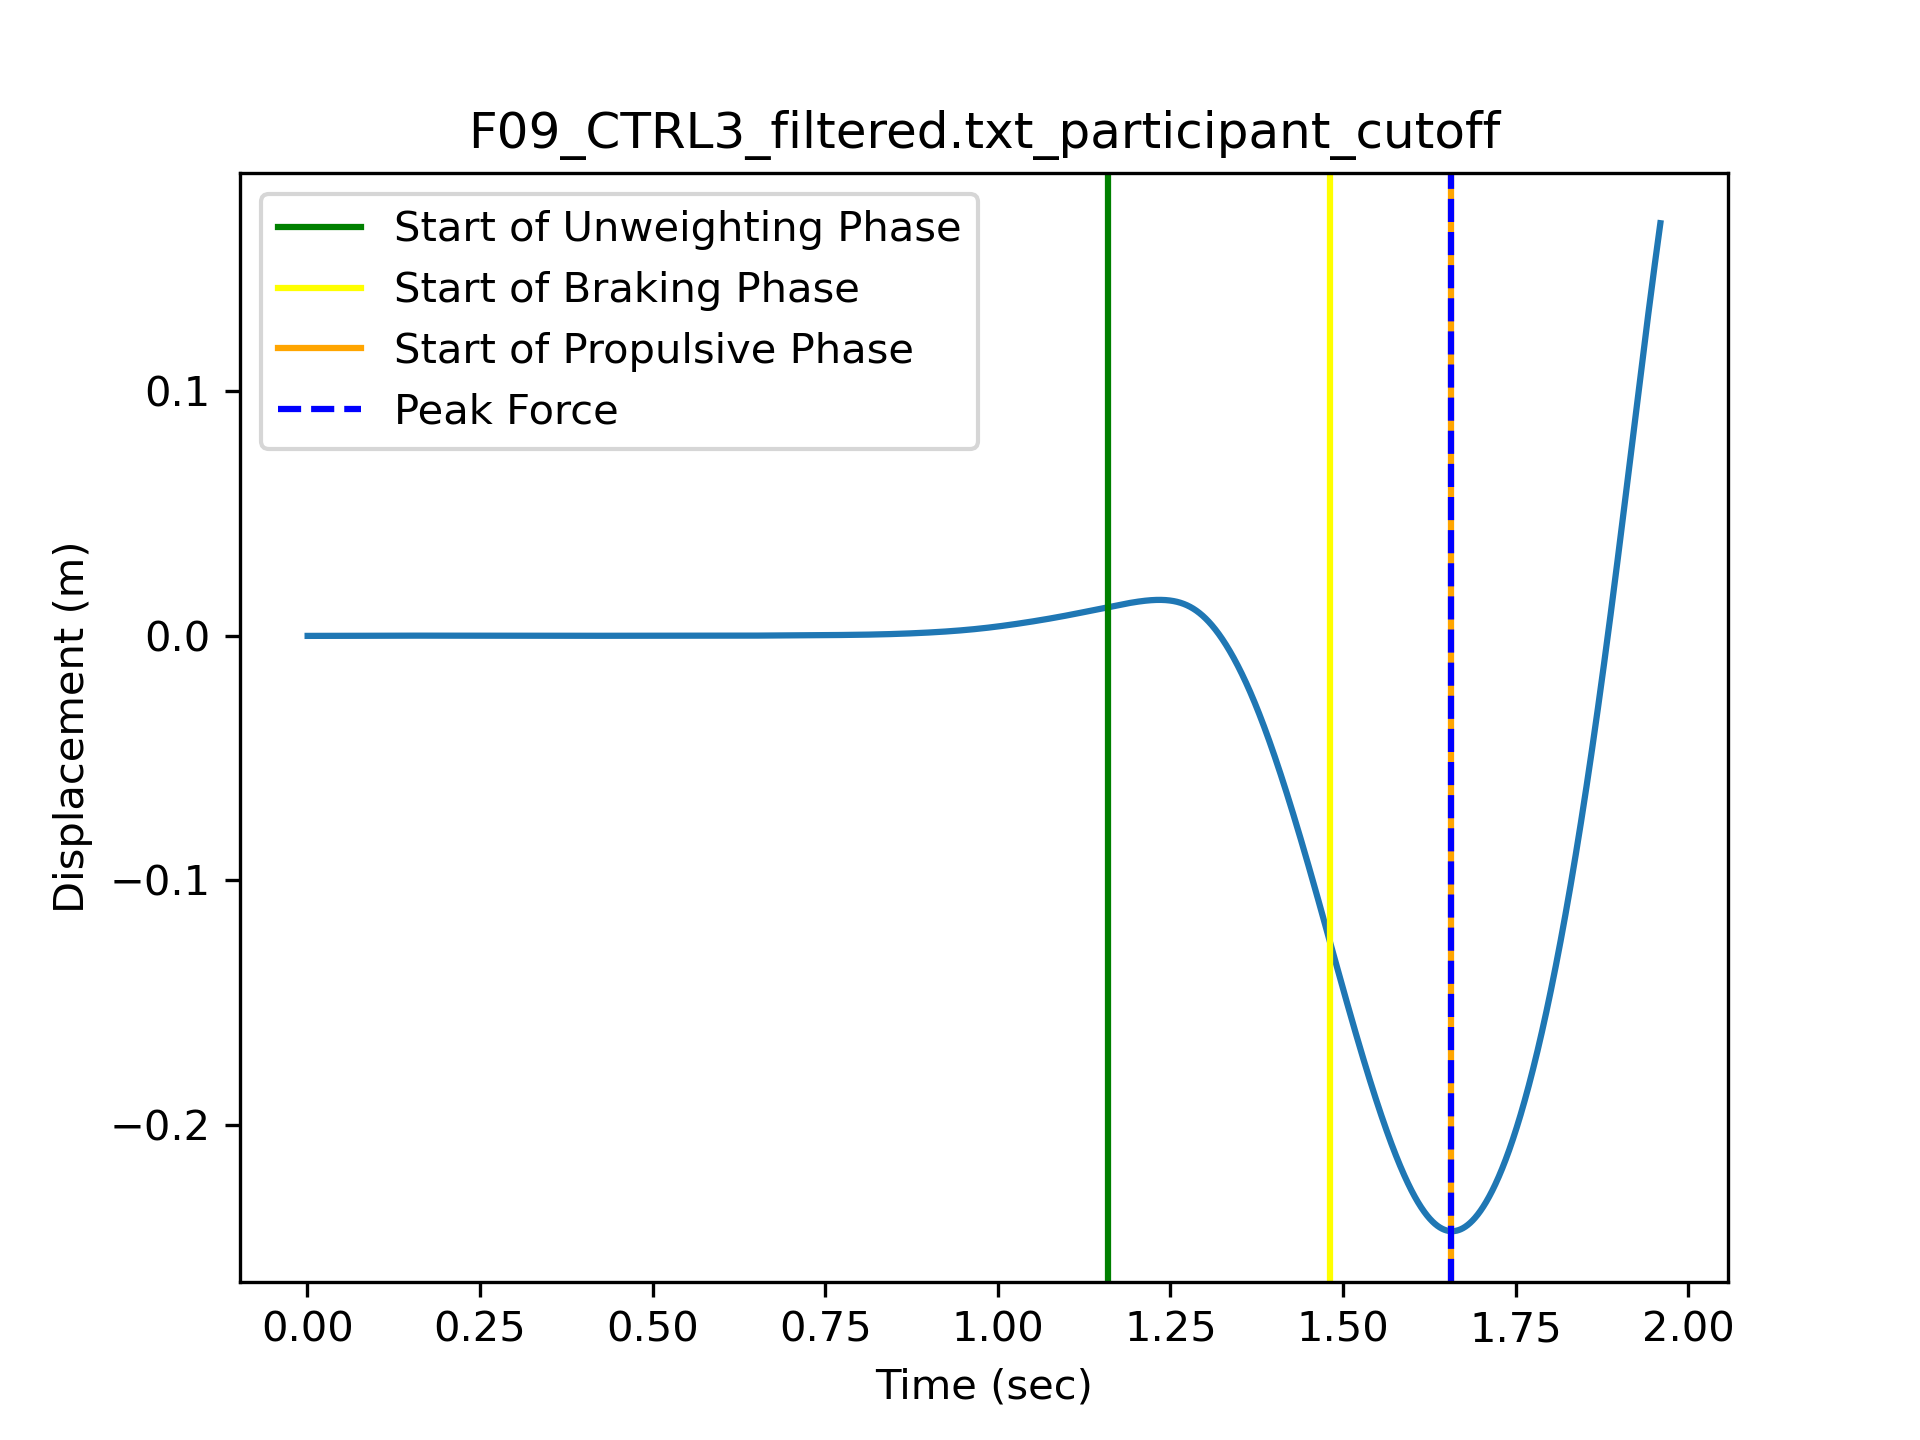 F09_CTRL3_filtered.txt_participant_cutoff
Start of Unweighting Phase
Start of Braking Phase
Start of Propulsive Phase
Peak Force
Displacement (m)
0.1
0.0
−0.1
−0.2
0.00 0.25 0.50 0.75 1.00 1.25 1.50 1.75 2.00
Time (sec)